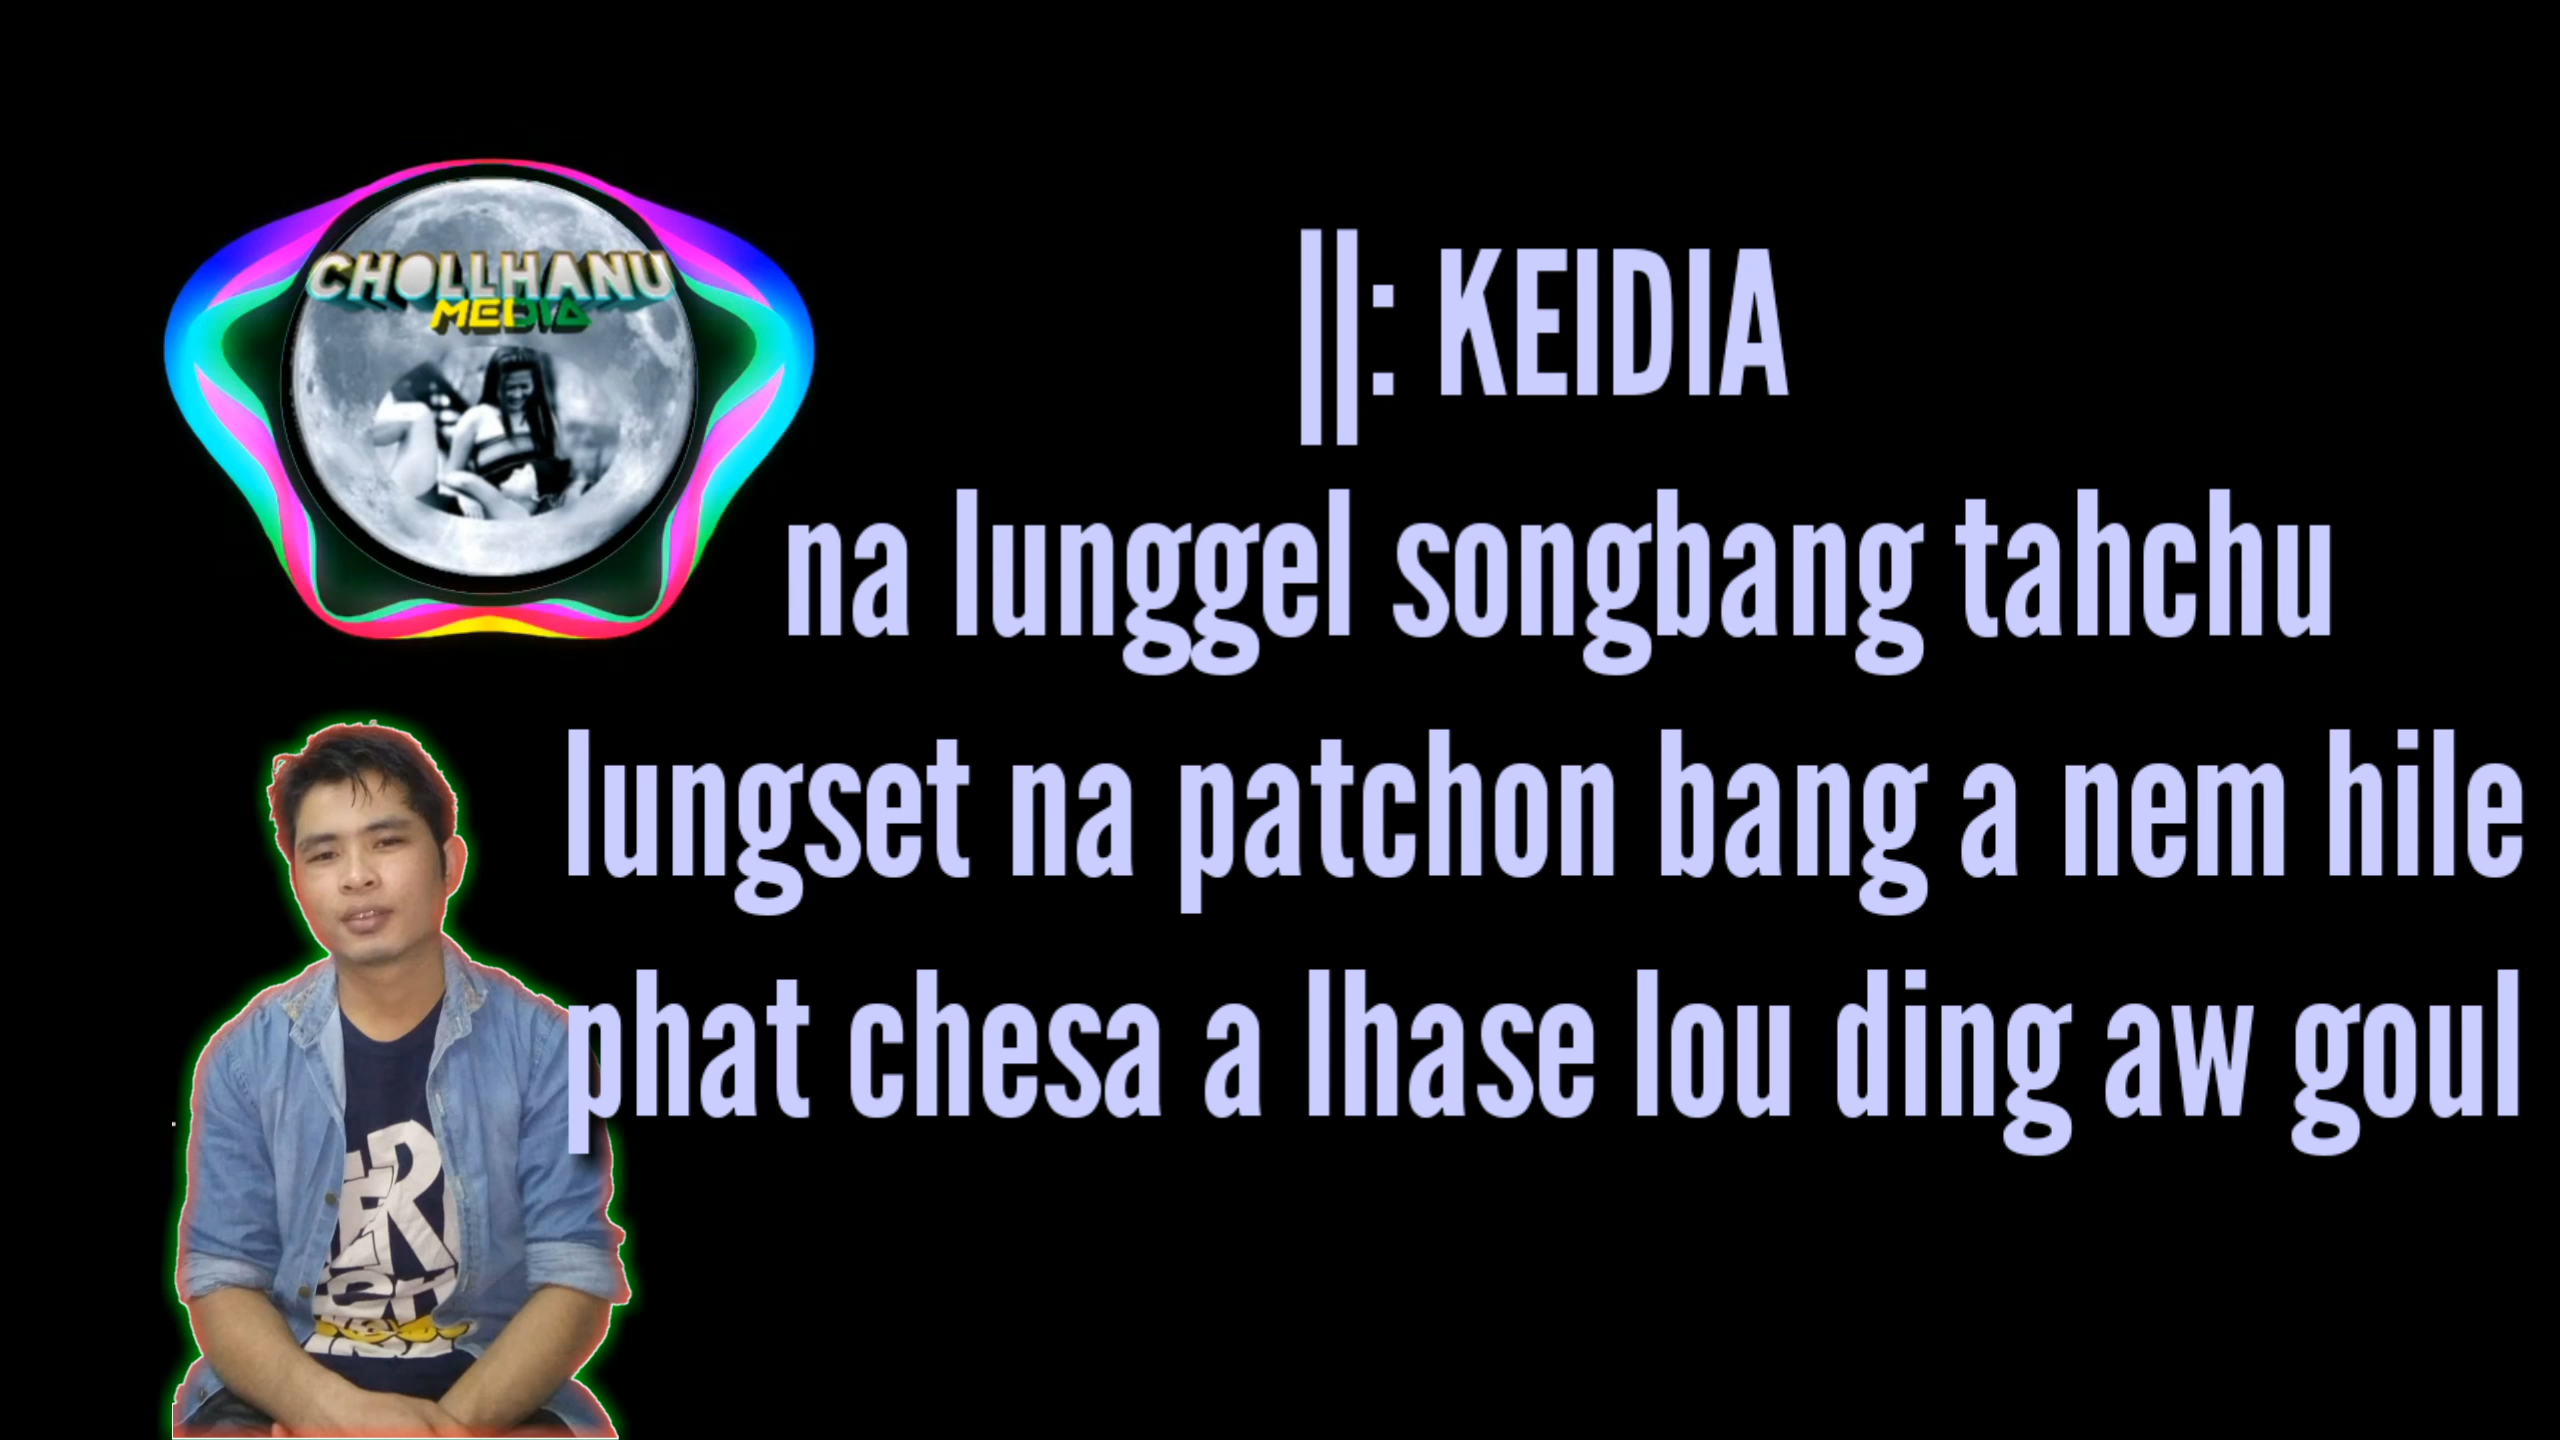 CHOLLHANU
MEDIA
||: KEIDIA
na lunggel songbang tahchu
lungset na patchon bang a nem hile
phat chesa a lhase lou ding aw goul